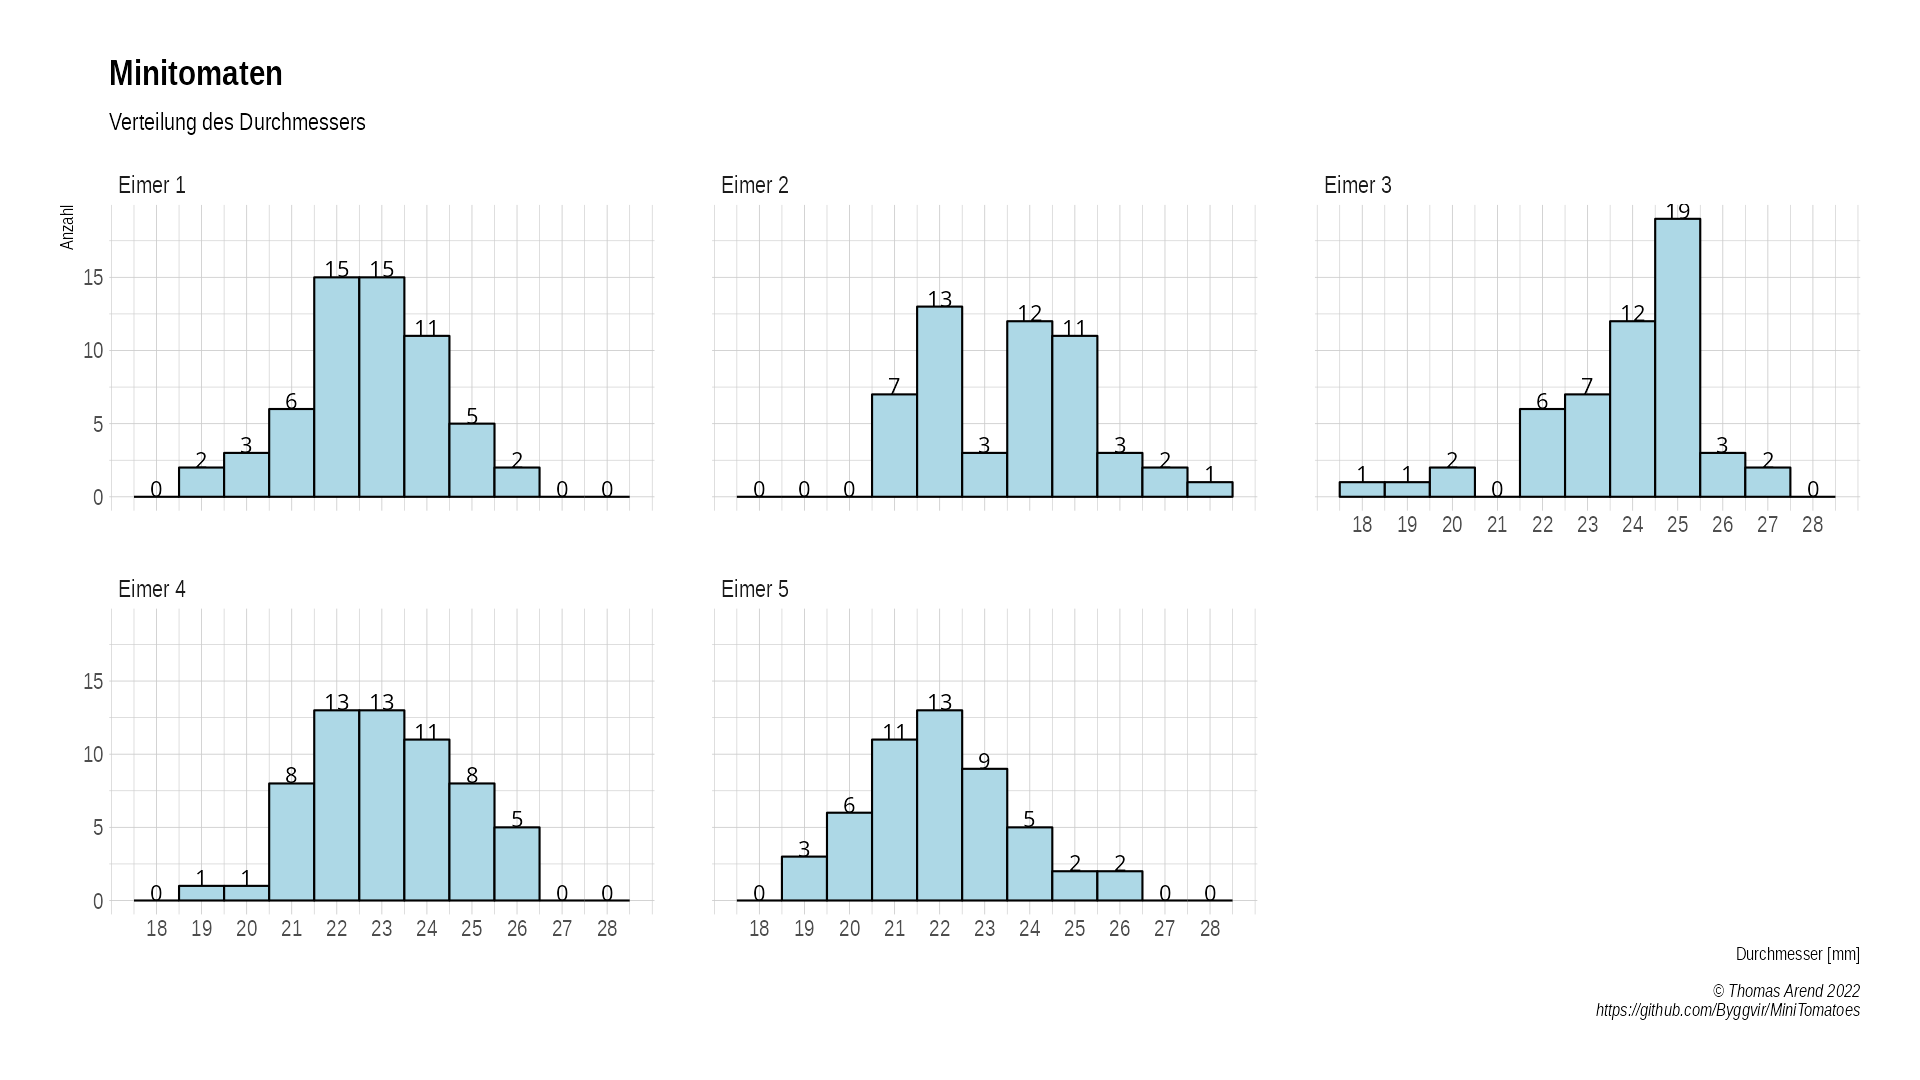 Minitomaten
Verteilung des Durchmessers
Eimer 1
Eimer 2
Eimer 3
Anzahl
15
10
5
0
0 2 3 6 15 15 11 5 2 0 0
0 0 0 7 13 3 12 11 3 2 1
1 1 2 0 6 7 12 19 3 2 0
18 19 20 21 22 23 24 25 26 27 28
Eimer 4
Eimer 5
15
10
5
0
0 1 1 8 13 13 11 8 5 0 0
0 3 6 11 13 9 5 2 2 0 0
18 19 20 21 22 23 24 25 26 27 28
18 19 20 21 22 23 24 25 26 27 28
Durchmesser [mm]
© Thomas Arend 2022
https://github.com/Byggvir/MiniTomatoes